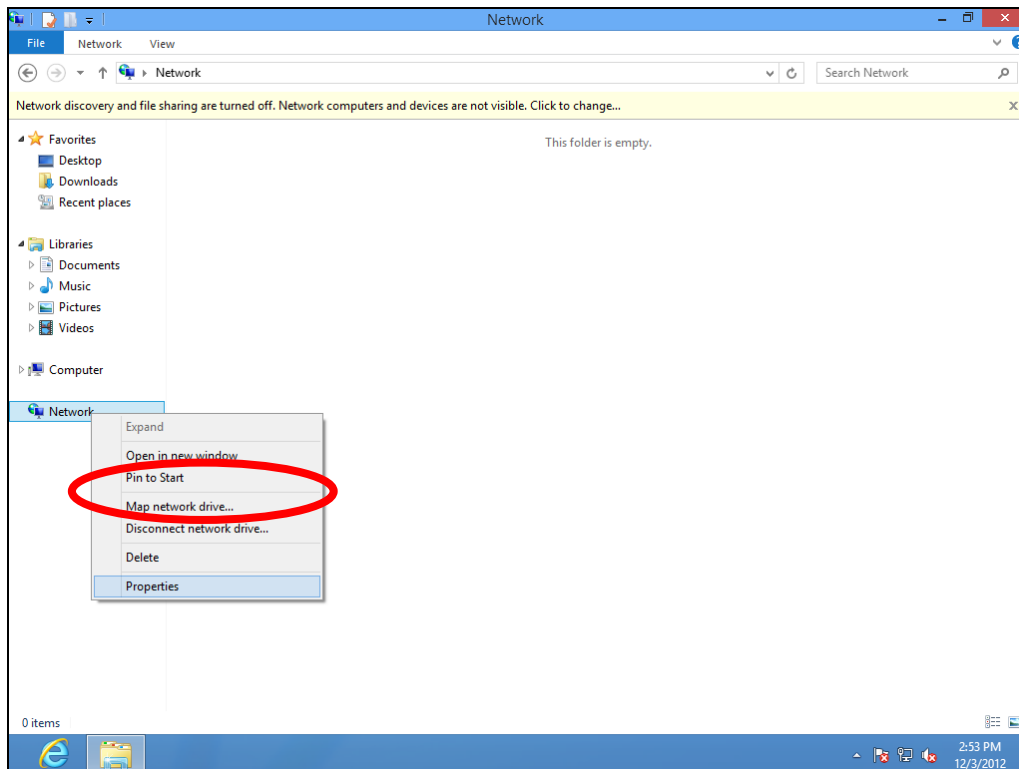 Network
File Network View
Network Search Network
Network discovery and file sharing are turned off. Network computers and devices are not visible. Click to change...
This folder is empty.
Favorites
Desktop
Downloads
Recent places
Libraries
Documents
Music
Pictures
Videos
Computer
Network
Expand
Open in new window
Pin to Start
Map network drive...
Disconnect network drive...
Delete
Properties
0 items
2:53 PM
12/3/2012